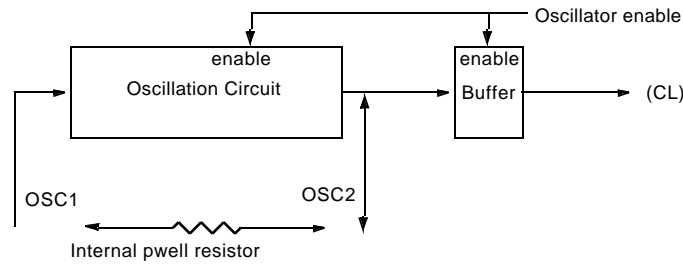 Oscillator enable
enable
enable
Oscillation Circuit
Buffer
(CL)
OSC1
OSC2
Internal pwell resistor